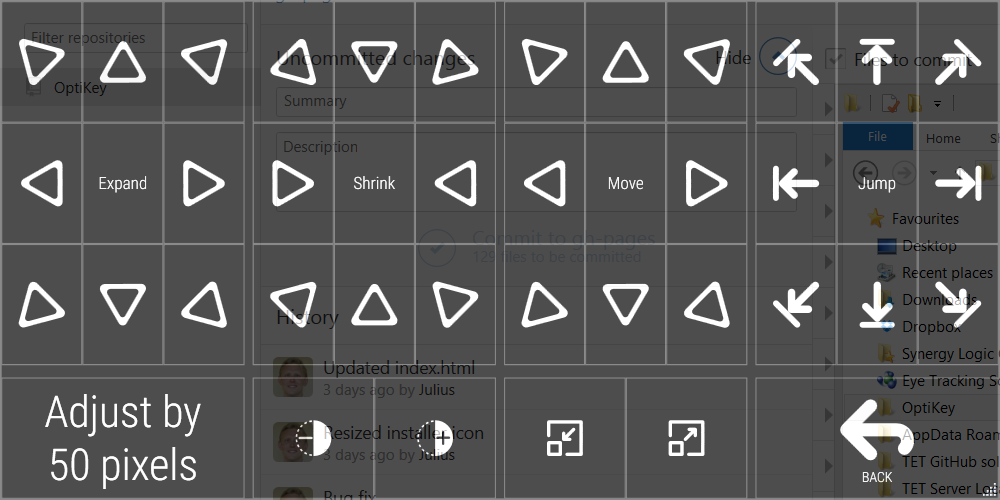 Filter repositories
OptiKey
Uncommitted changes
Hide
Files to commit
Summary
Description
File
Home
Expand
Shrink
Move
Jump
Favourites
Desktop
Recent places
Downloads
Dropbox
Synergy Logic
Eye Tracking
OptiKey
AppData Roam
TET GitHub sol
TET Server Lo
Commit to gh-pages
129 files to be committed
History
Updated index.html
3 days ago by Julius
Resized installer icon
3 days ago by Julius
Bug fix
Adjust by
50 pixels
BACK